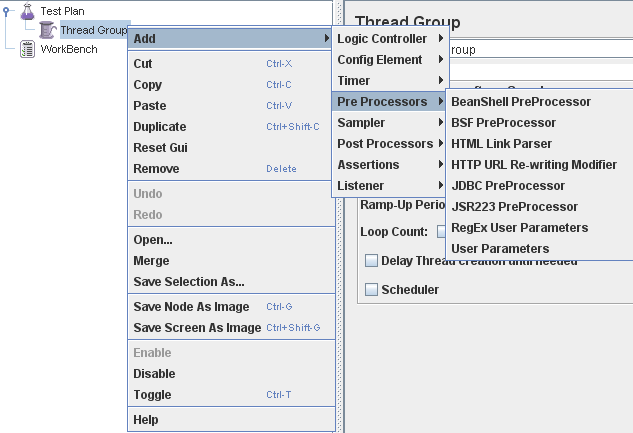 Test Plan
Thread Group
WorkBench
Add
Cut Ctrl-X
Copy Ctrl-C
Paste Ctrl-V
Duplicate Ctrl+Shift-C
Reset Gui
Remove Delete
Undo
Redo
Open...
Merge
Save Selection As...
Save Node As Image Ctrl-G
Save Screen As Image Ctrl+Shift-G
Enable
Disable
Toggle Ctrl-T
Help
Logic Controller
Config Element
Timer
Pre Processors
Sampler
Post Processors
Assertions
Listener
BeanShell PreProcessor
BSF PreProcessor
HTML Link Parser
HTTP URL Re-writing Modifier
JDBC PreProcessor
JSR223 PreProcessor
RegEx User Parameters
User Parameters
Thread Group
roup
Ramp-Up Perio
Loop Count:
Delay Thread creation until needed
Scheduler